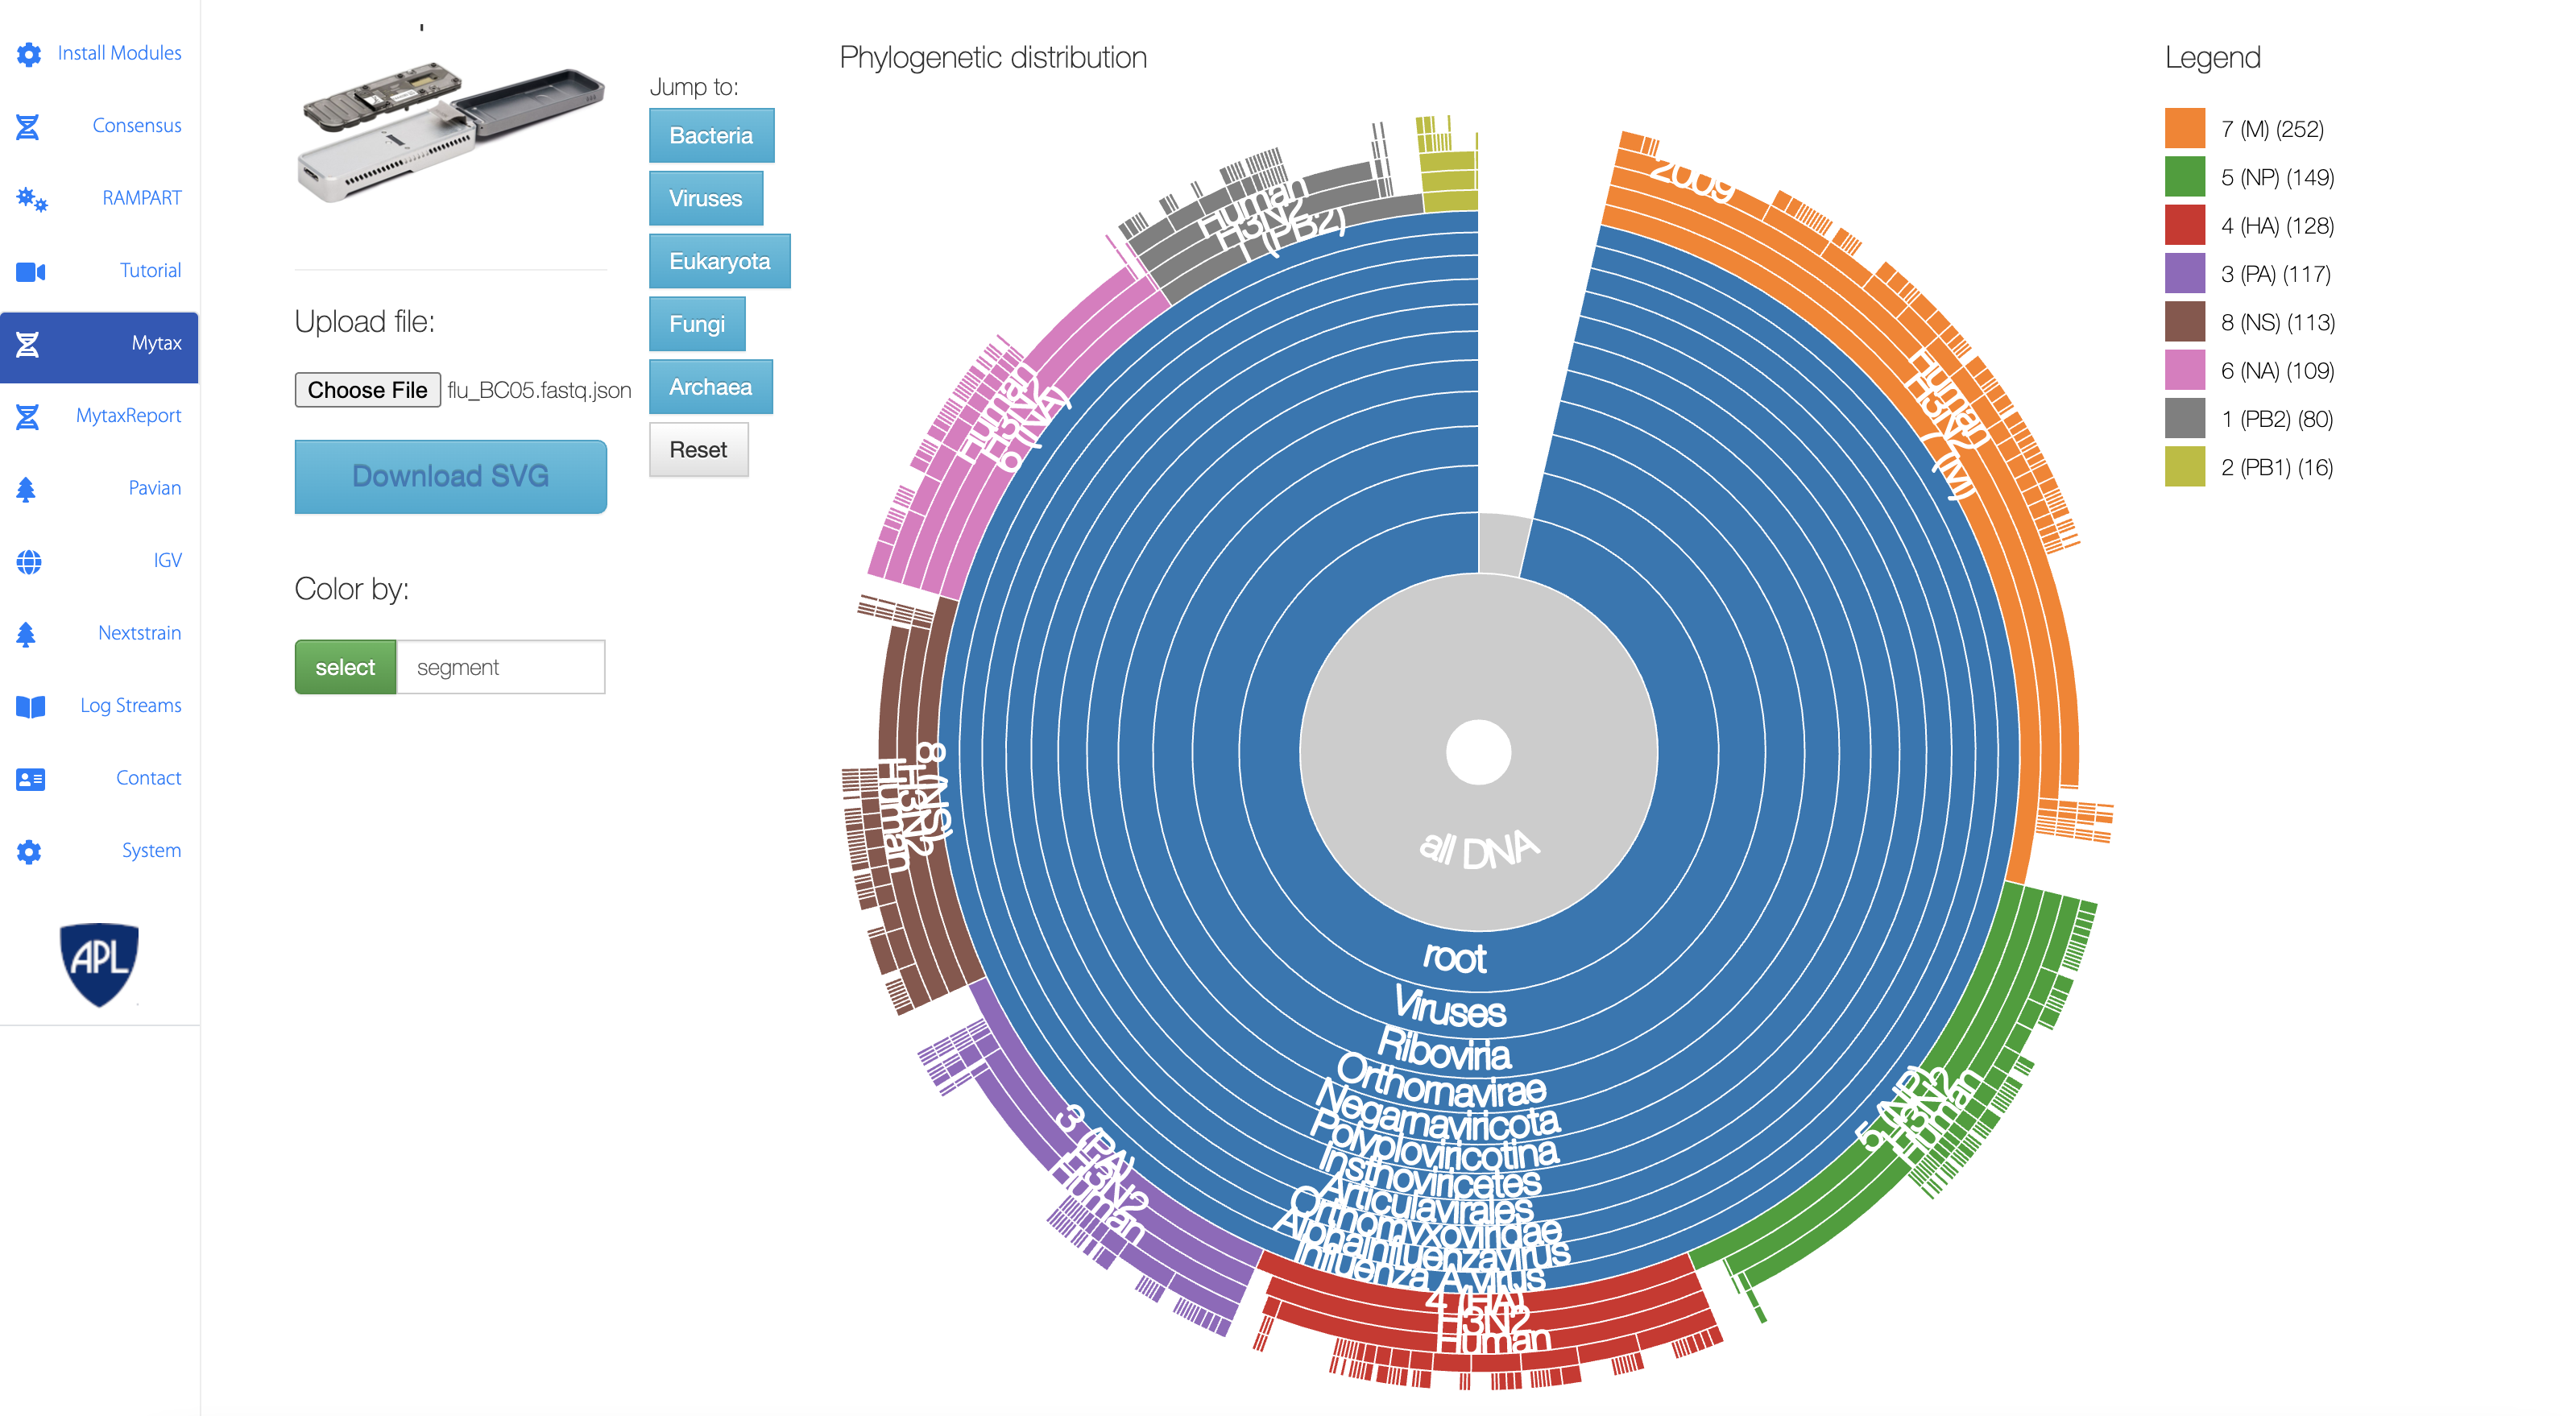 Install Modules
Consensus
RAMPART
Tutorial
Mytax
MytaxReport
Pavian
IGV
Nextstrain
Log Streams
Contact
System
APL
Upload file:
Choose File flu_BC05.fastq.json
Download SVG
Color by:
select segment
Jump to:
Bacteria
Viruses
Eukaryota
Fungi
Archaea
Reset
Phylogenetic distribution
all DNA
root
Viruses
Riboviria
Orthornavirae
Negarnaviricota
Polyploviricotina
Insthoviricetes
Articulavirales
Orthomyxoviridae
Alphainfluenzavirus
Influenza A virus
4 (HA)
H3N2
Human
3 (PA)
H3N2
Human
8 (NS)
H3N2
Human
6 (NA)
H3N2
Human
1 (PB2)
H3N2
Human
2009
Human
H3N2
(M)
5 (NP)
H3N2
Human
Legend
7 (M) (252)
5 (NP) (149)
4 (HA) (128)
3 (PA) (117)
8 (NS) (113)
6 (NA) (109)
1 (PB2) (80)
2 (PB1) (16)